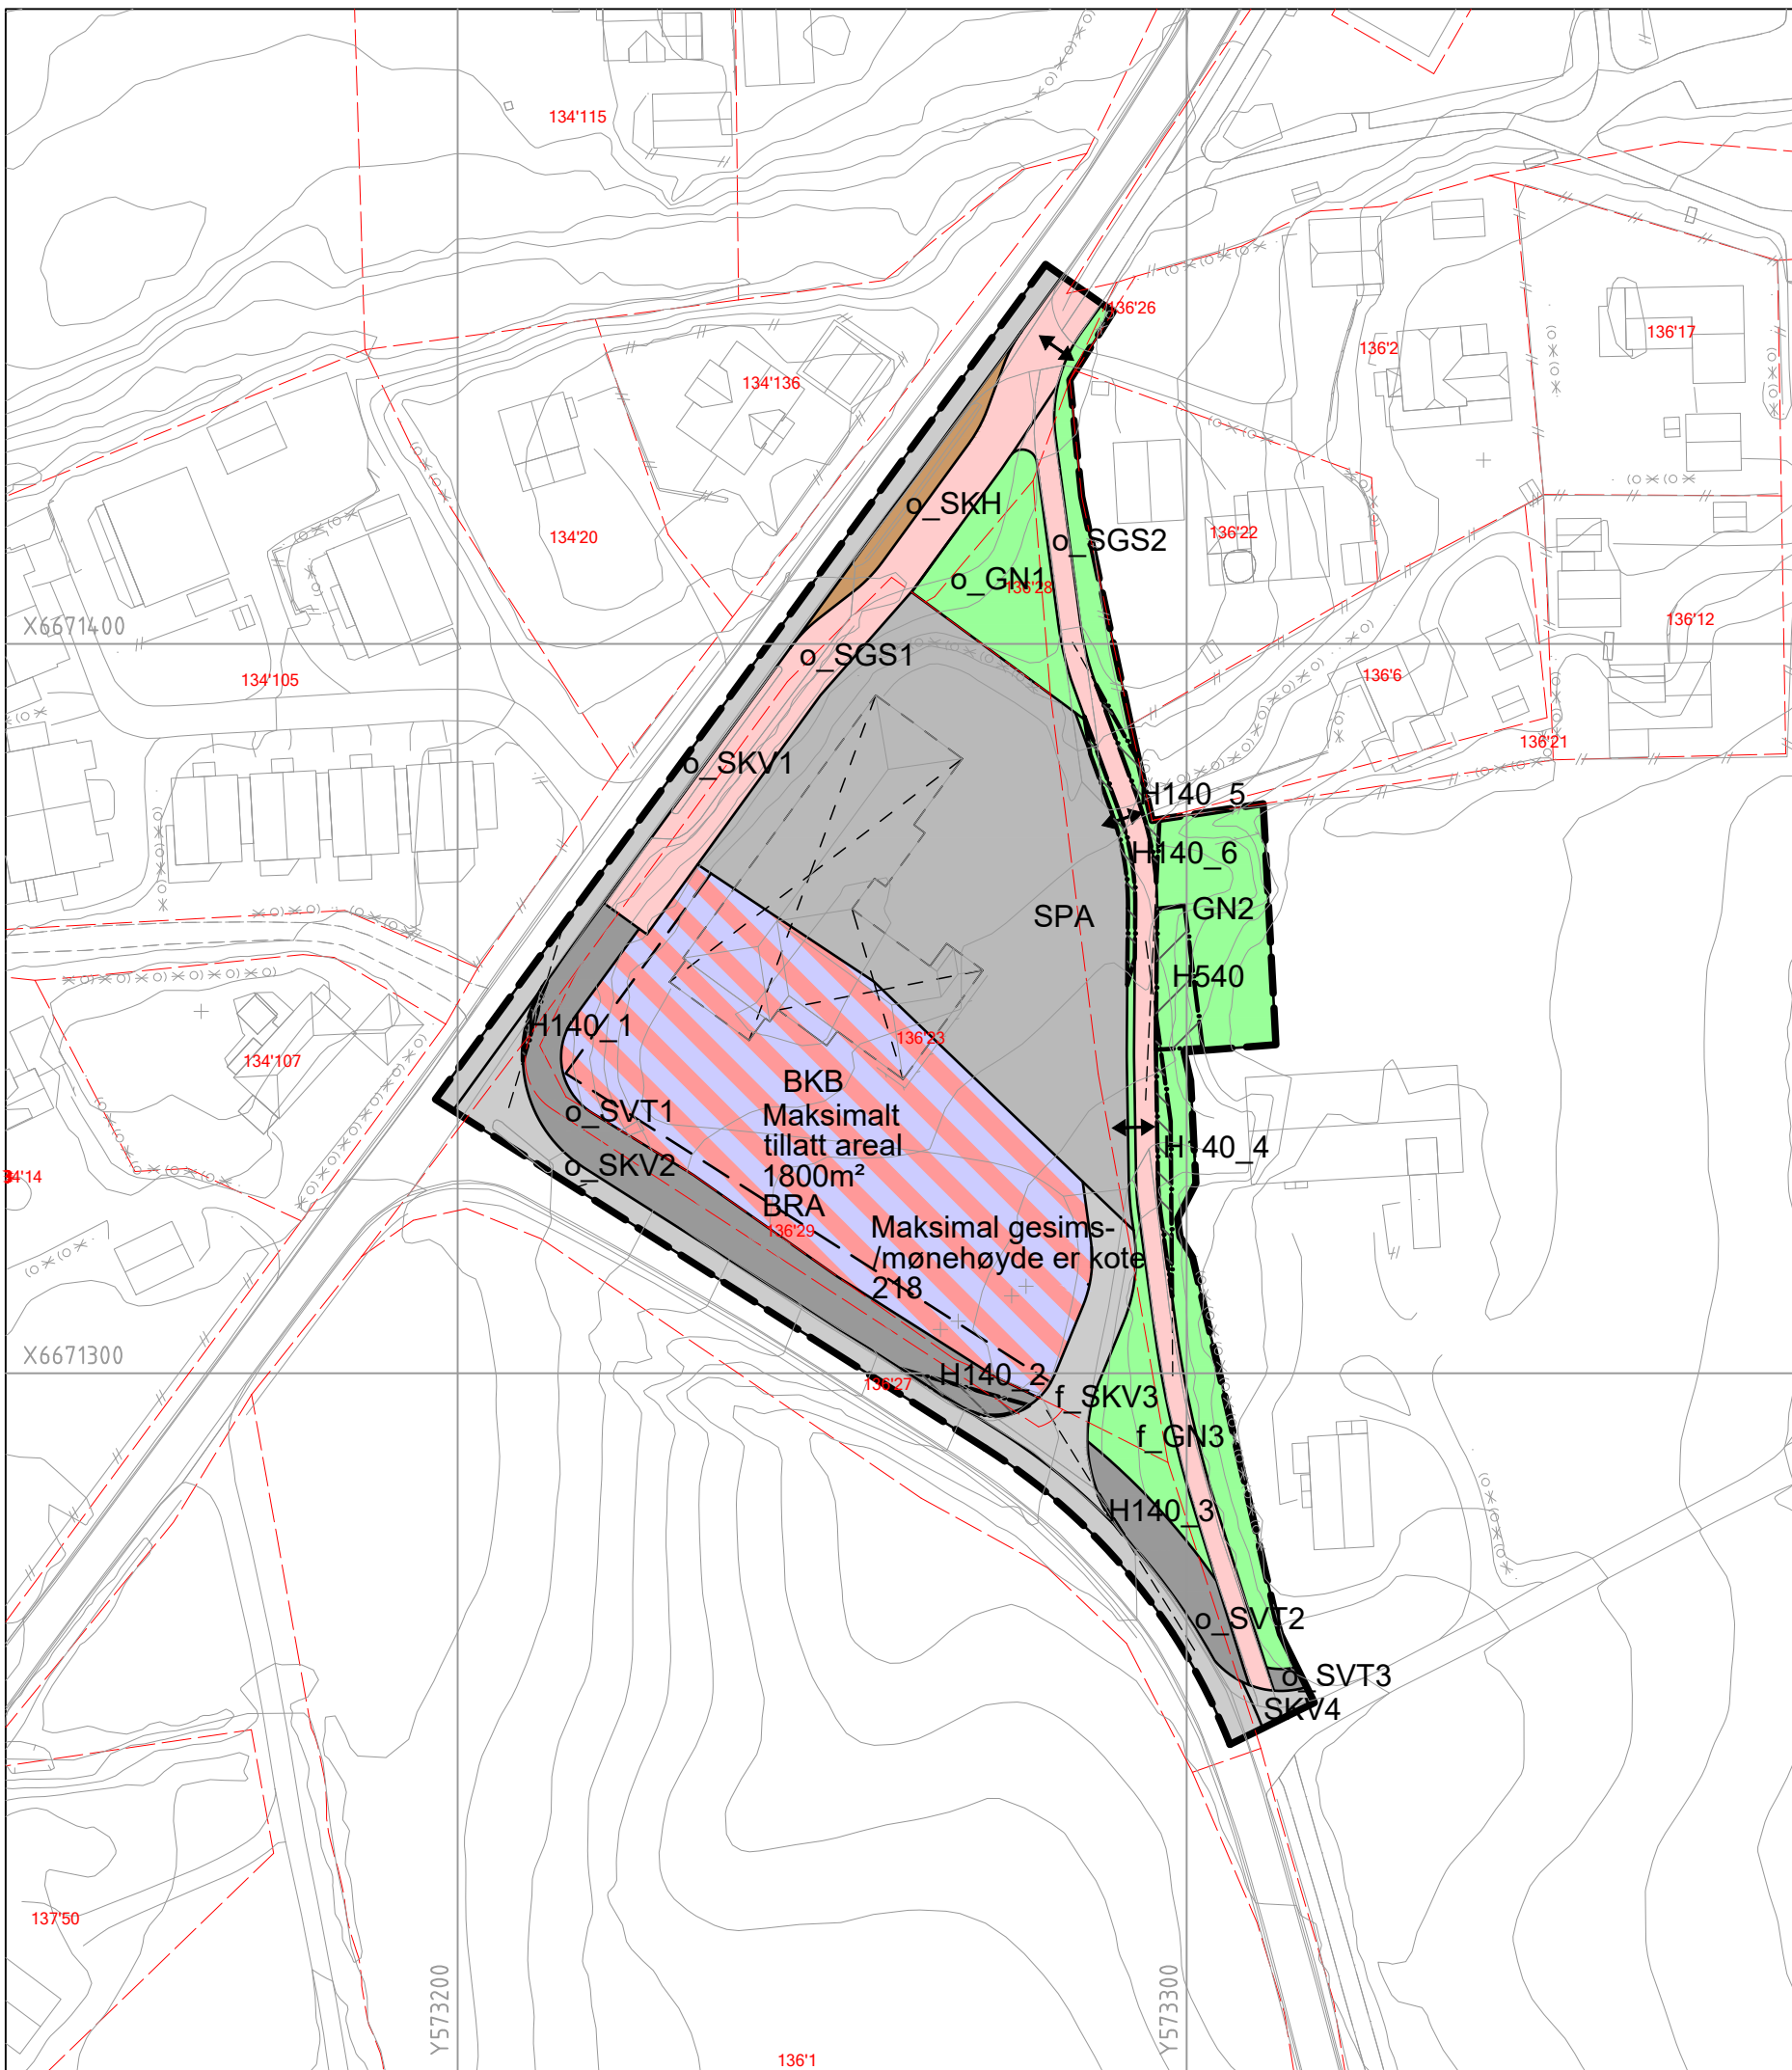 134'115
136'26
136'17
136'2
134'136
o_SKH
134'20
136'22
o_SGS2
o_GN1
136'28
X6671400
136'12
o_SGS1
134'105
136'6
136'21
o_SKV1
H140_5
H140_6
GN2
SPA
H540
H140_1
136'23
134'107
BKB
o_SVT1
Maksimalt
tillatt areal
1800m²
BRA
H140_4
o_SKV2
136'29
Maksimal gesims-
/mønehøyde er kote
218
X6671300
H140_2
136'27
f_SKV3
f_GN3
H140_3
o_SVT2
o_SVT3
SKV4
137'50
Y573200
Y573300
136'1